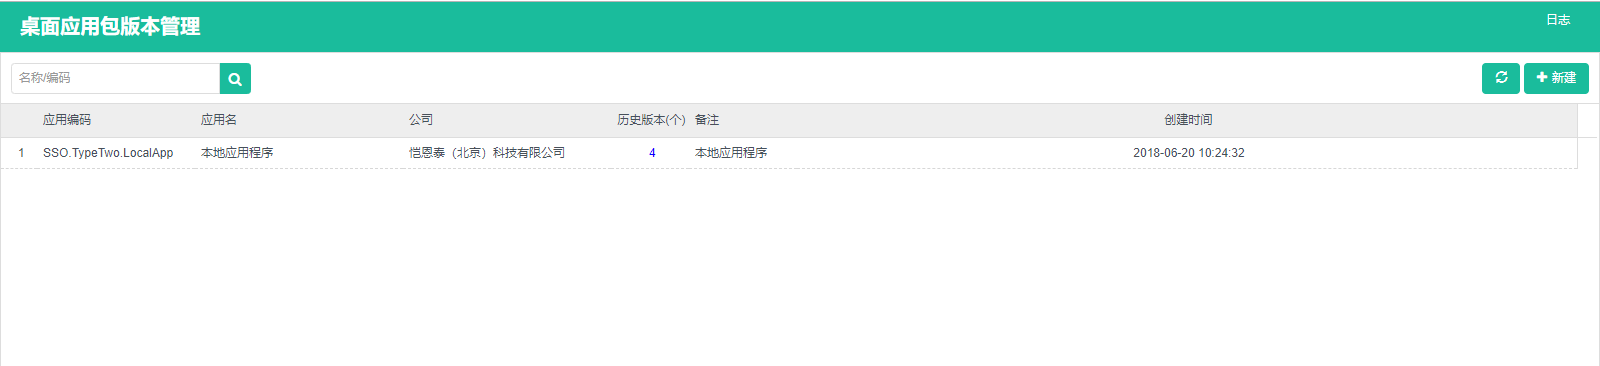 桌面应用包版本管理
日志
名称/编码
新建
应用编码 应用名 公司 历史版本(个) 备注 创建时间
1 SSO.TypeTwo.LocalApp 本地应用程序 恺恩泰（北京）科技有限公司 4 本地应用程序 2018-06-20 10:24:32